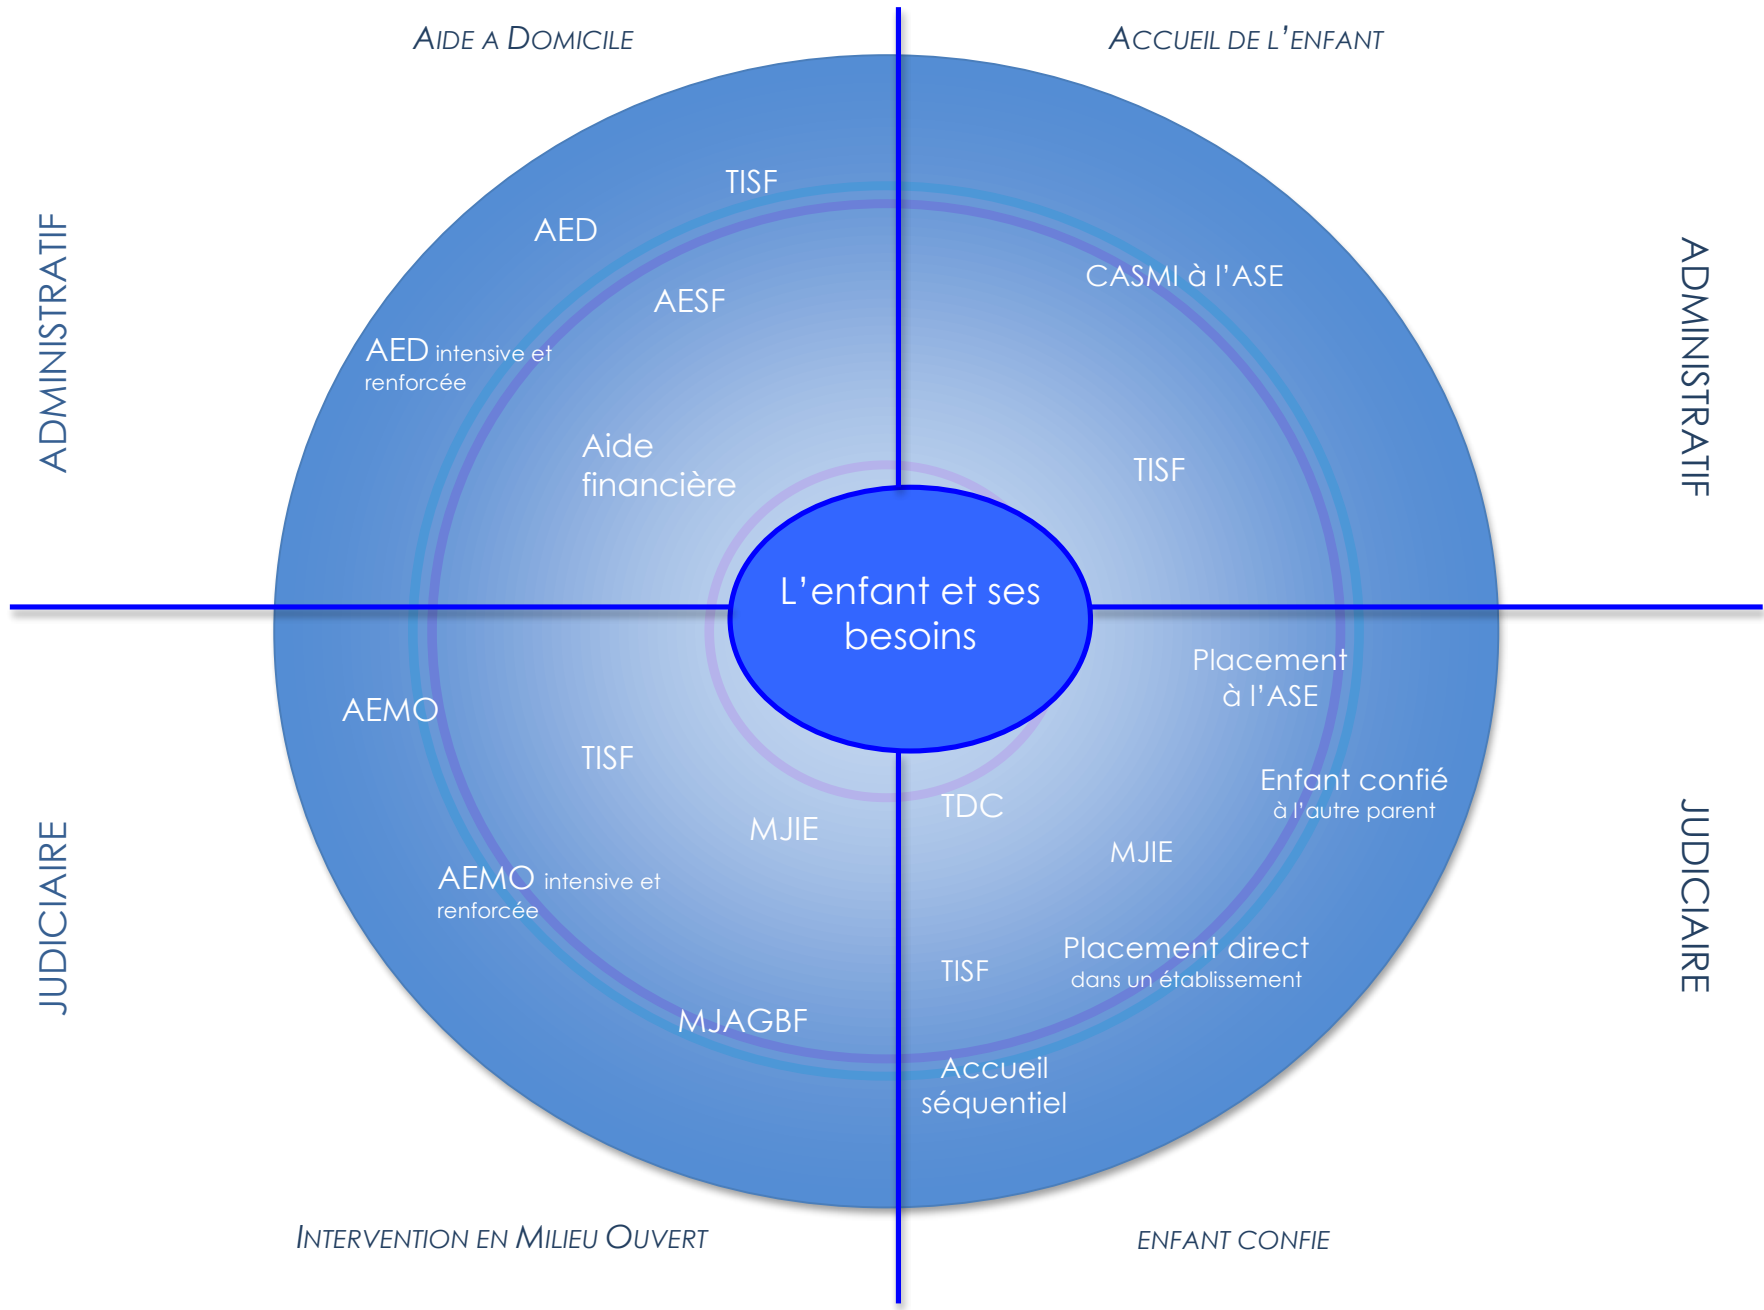 AIDE A DOMICILE
ACCUEIL DE L'ENFANT
ADMINISTRATIF
TISF
AED
AESF
AED intensive et
renforcée
Aide
financière
CASMI à l'ASE
TISF
ADMINISTRATIF
L'enfant et ses
besoins
JUDICIAIRE
AEMO
TISF
MJIE
AEMO intensive et
renforcée
MJAGBF
Placement
à l'ASE
Enfant confié
à l'autre parent
TDC
MJIE
Placement direct
dans un établissement
TISF
Accueil
séquentiel
JUDICIAIRE
INTERVENTION EN MILIEU OUVERT
ENFANT CONFIE